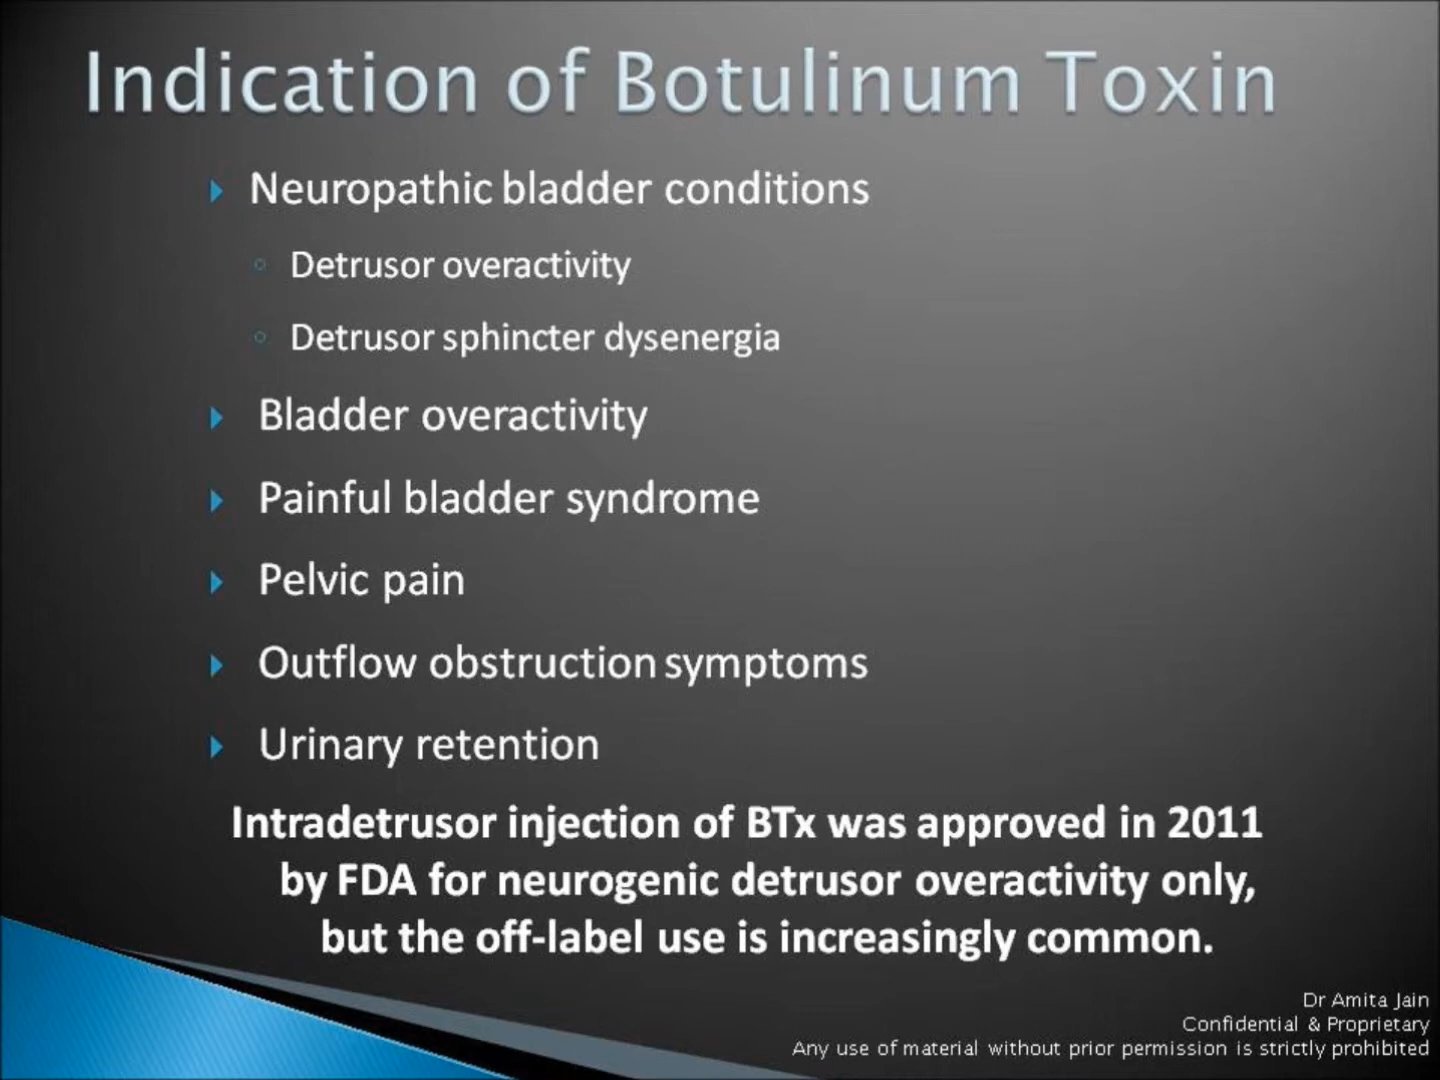 Indication of Botulinum Toxin
Neuropathic bladder conditions
Detrusor overactivity
Detrusor sphincter dysenergia
Bladder overactivity
Painful bladder syndrome
Pelvic pain
Outflow obstruction symptoms
Urinary retention
Intradetrusor injection of BTx was approved in 2011
by FDA for neurogenic detrusor overactivity only,
but the off-label use is increasingly common.
Dr Amita Jain
Confidential & Proprietary
Any use of material without prior permission is strictly prohibited